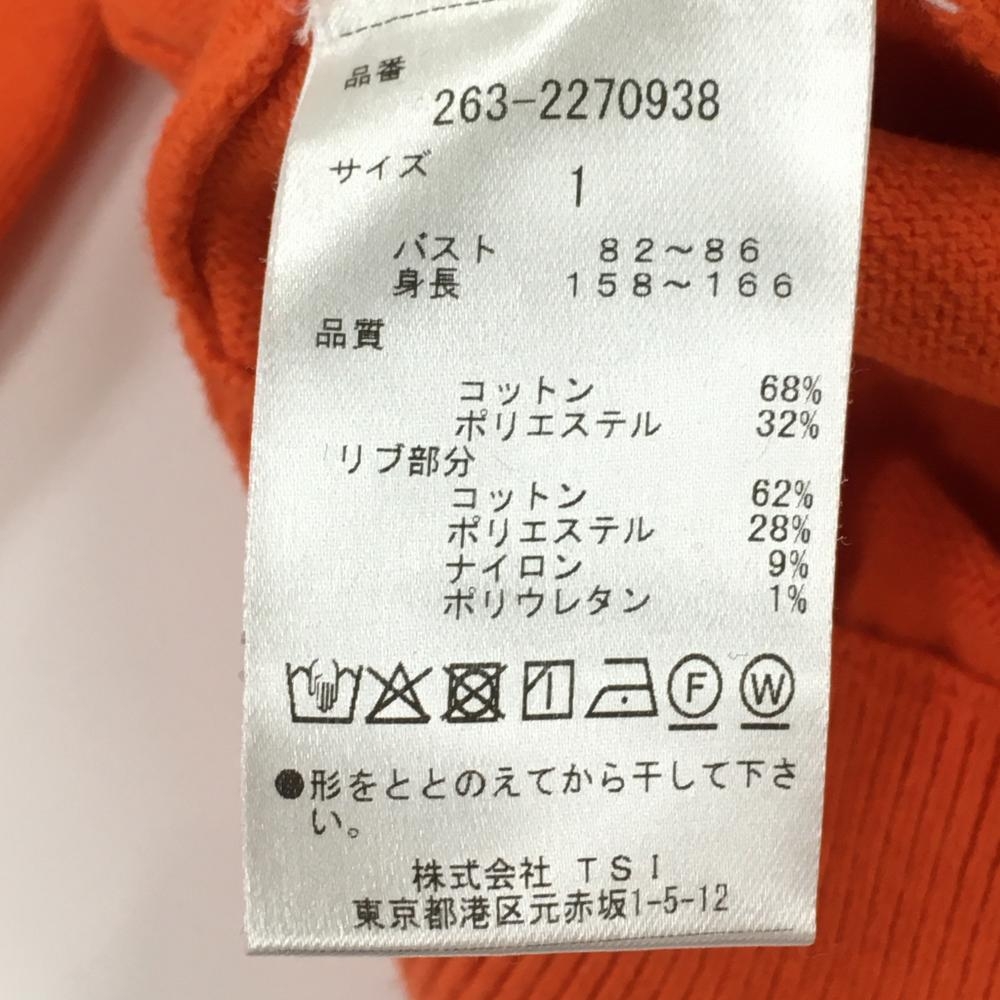 品番
263-2270938
サイズ
1
バスト 82～86
身長 158～166
品質
コットン 68%
ポリエステル 32%
リブ部分
コットン 62%
ポリエステル 28%
ナイロン 9%
ポリウレタン 1%
F W
●形をととのえてから干して下さ
い。
株式会社 TSI
東京都港区元赤坂1-5-12